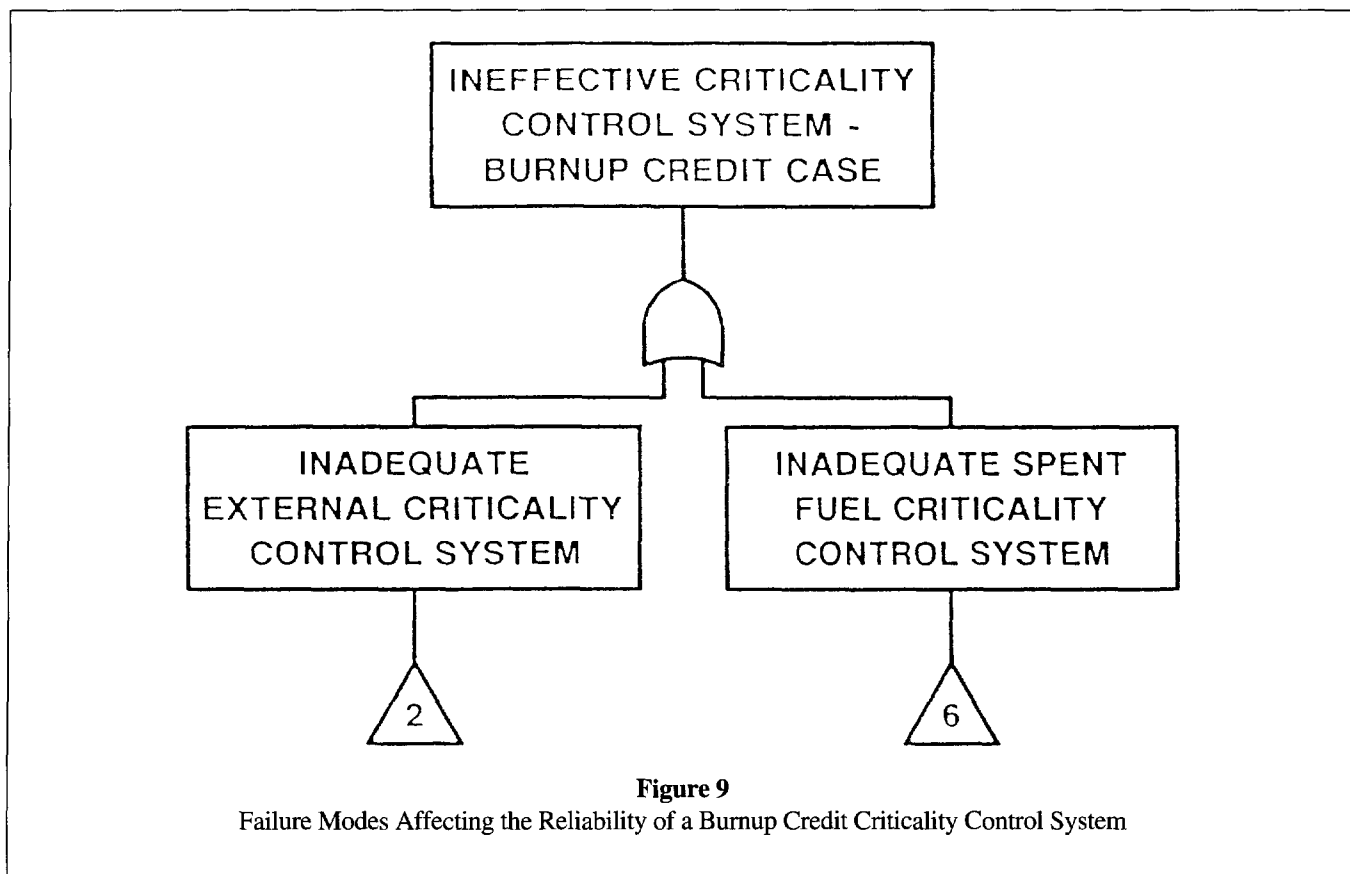 INEFFECTIVE CRITICALITY
CONTROL SYSTEM -
BURNUP CREDIT CASE
INADEQUATE
EXTERNAL CRITICALITY
CONTROL SYSTEM
INADEQUATE SPENT
FUEL CRITICALITY
CONTROL SYSTEM
2
6
Figure 9
Failure Modes Affecting the Reliability of a Burnup Credit Criticality Control System